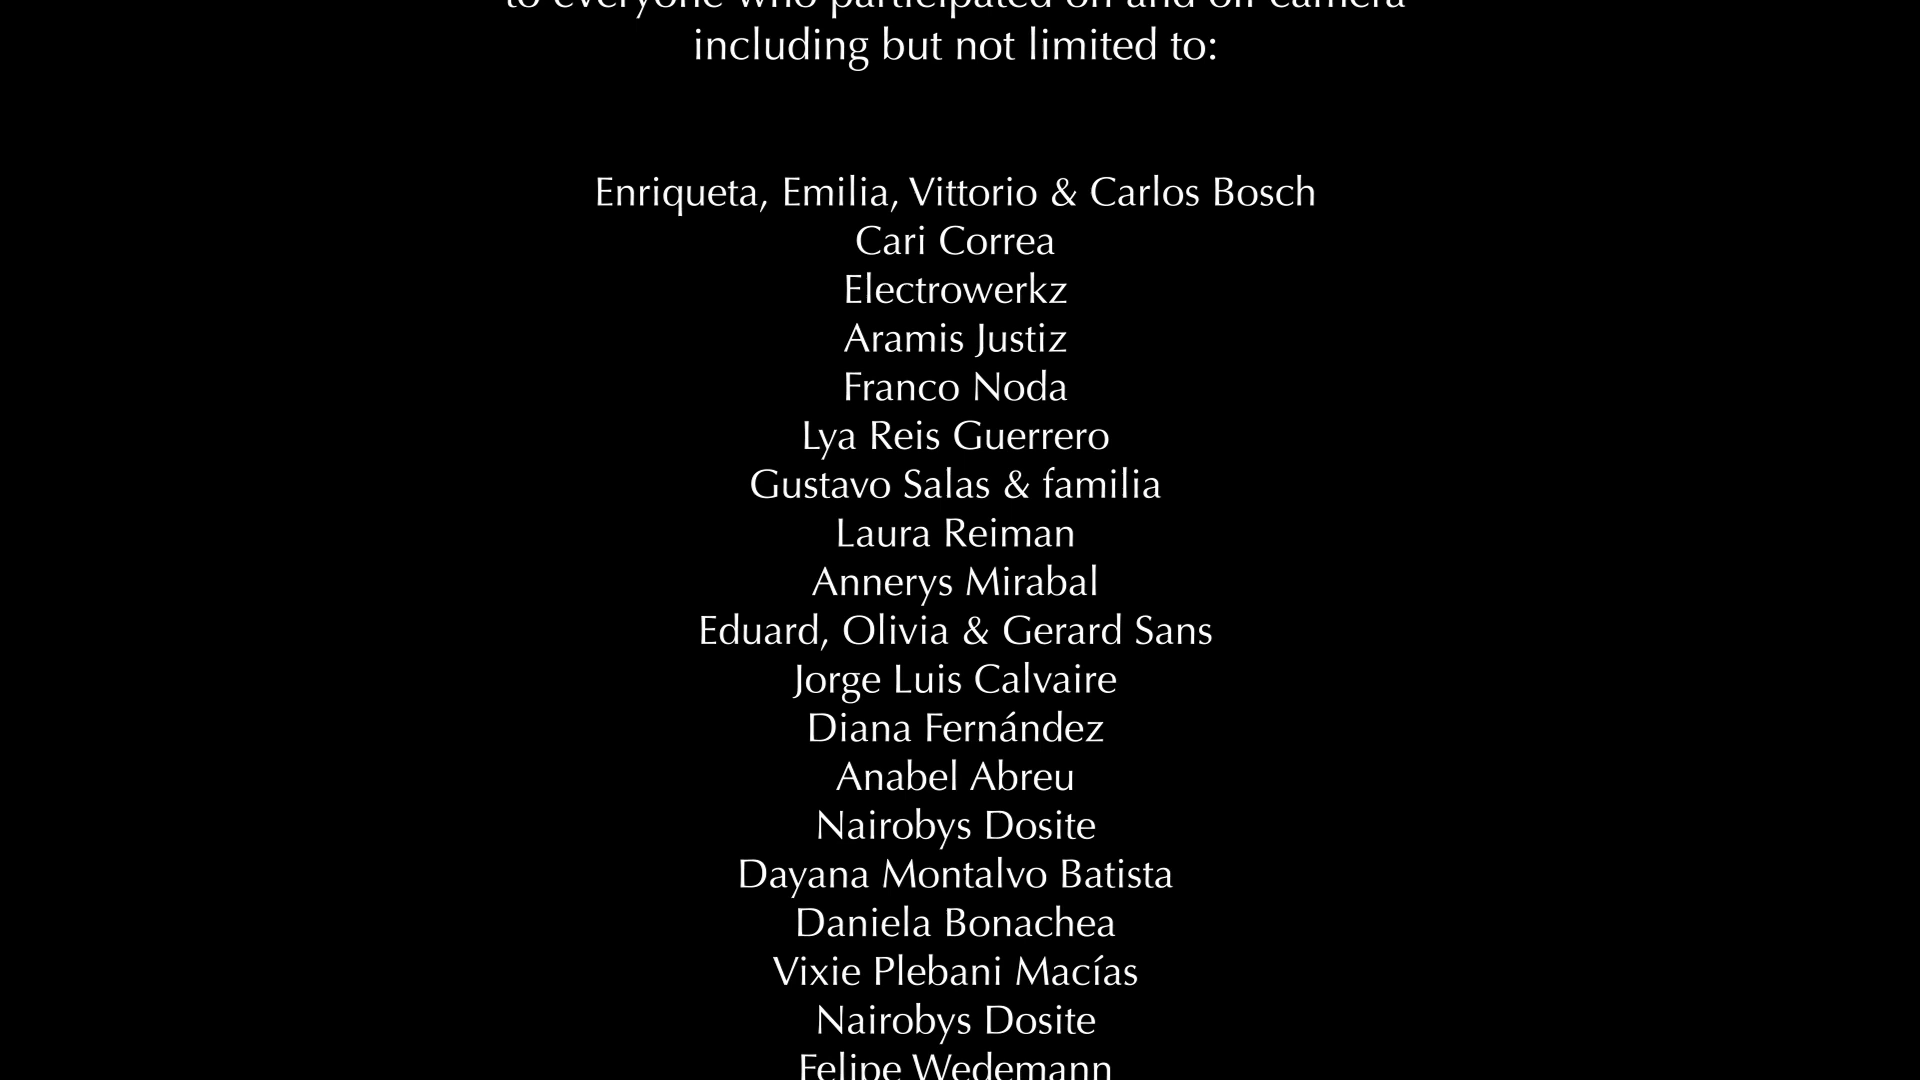 to everyone who participated on and off camera
including but not limited to:
Enriqueta, Emilia, Vittorio & Carlos Bosch
Cari Correa
Electrowerkz
Aramis Justiz
Franco Noda
Lya Reis Guerrero
Gustavo Salas & familia
Laura Reiman
Annerys Mirabal
Eduard, Olivia & Gerard Sans
Jorge Luis Calvaire
Diana Fernández
Anabel Abreu
Nairobys Dosite
Dayana Montalvo Batista
Daniela Bonachea
Vixie Plebani Macías
Nairobys Dosite
Felipe Wedemann